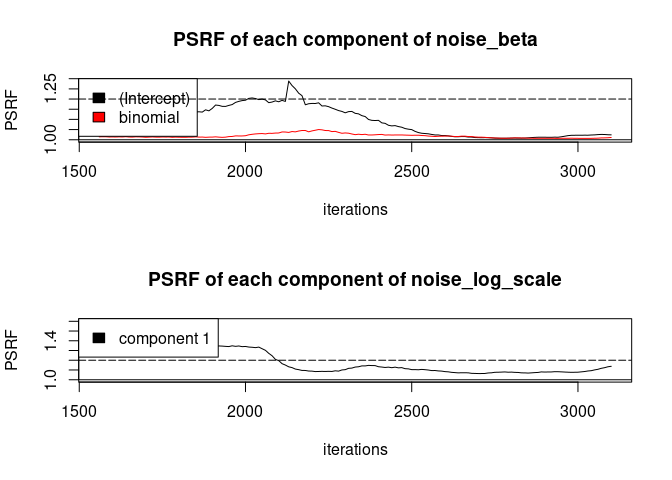 PSRF of each component of noise_beta
PSRF
1.00
1.25
(Intercept)
binomial
1500
2000
2500
3000
iterations
PSRF of each component of noise_log_scale
PSRF
1.0
1.4
component 1
1500
2000
2500
3000
iterations